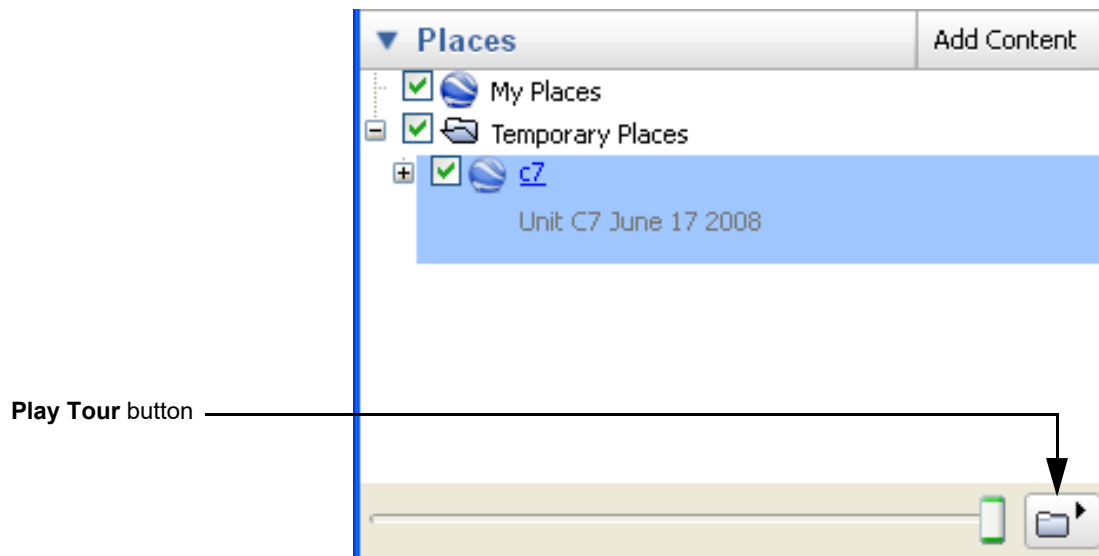 Places
Add Content
My Places
Temporary Places
c7
Unit C7 June 17 2008
Play Tour button